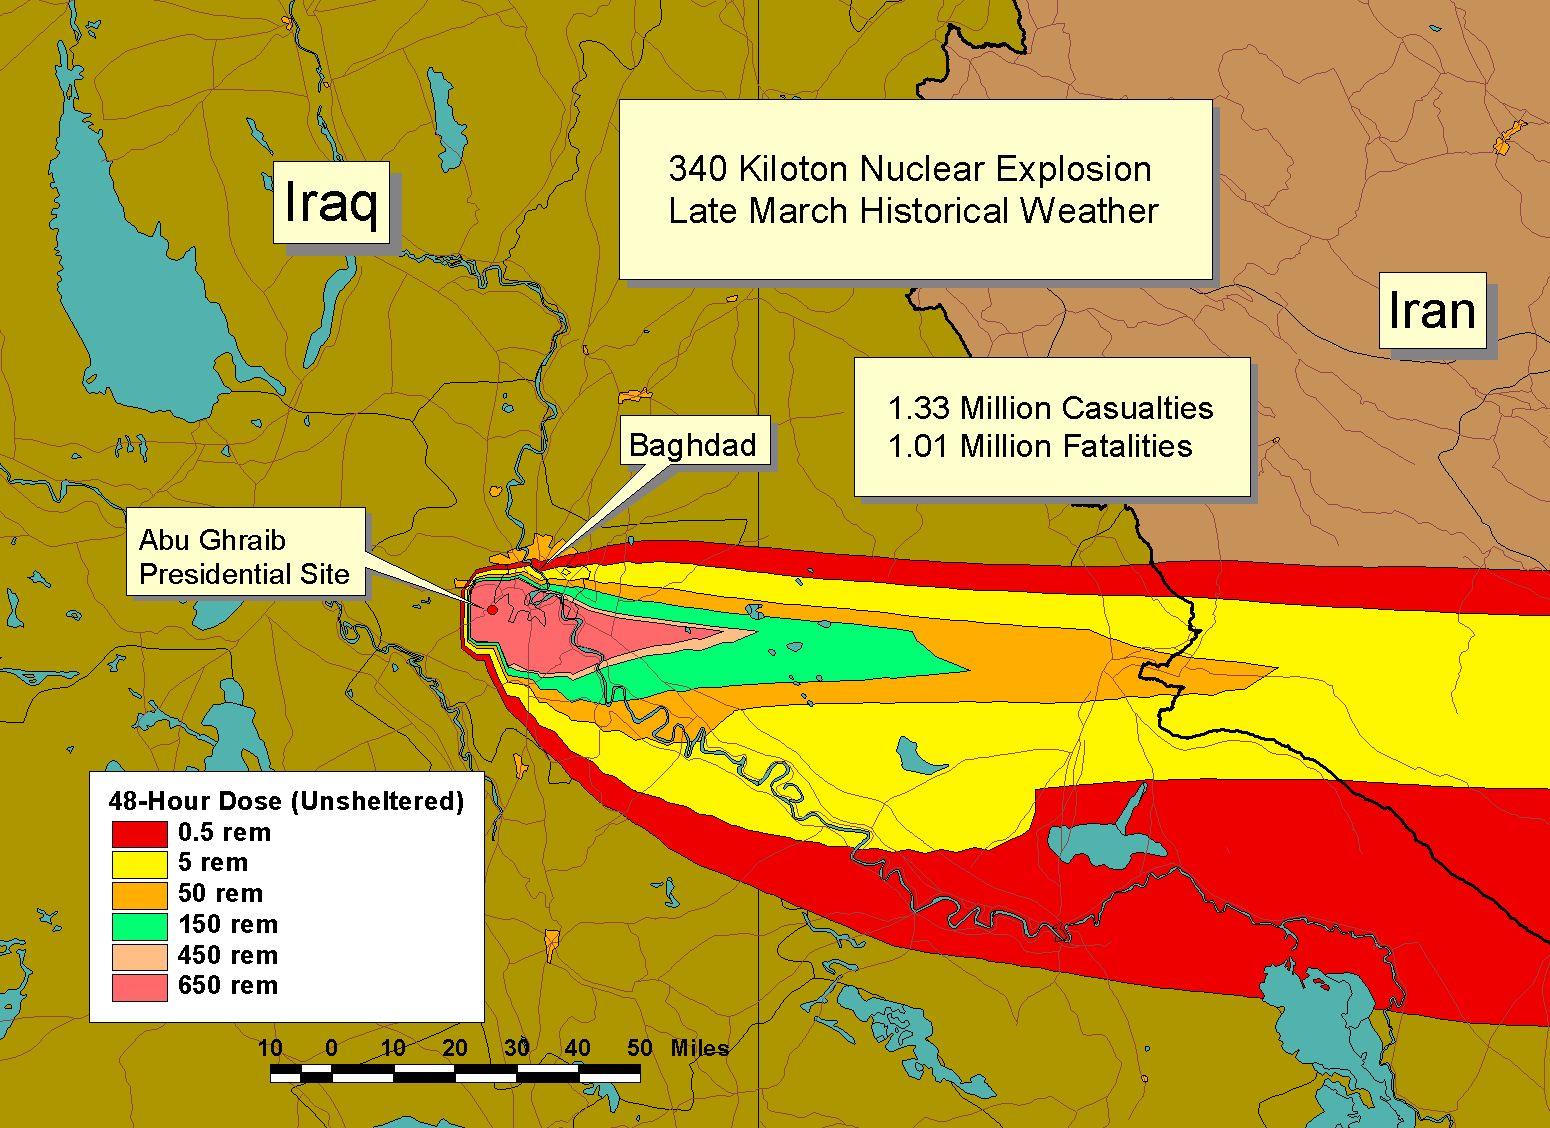 340 Kiloton Nuclear Explosion
Late March Historical Weather
Iraq
Iran
1.33 Million Casualties
1.01 Million Fatalities
Baghdad
Abu Ghraib
Presidential Site
48-Hour Dose (Unsheltered)
0.5 rem
5 rem
50 rem
150 rem
450 rem
650 rem
10 0 10 20 30 40 50 Miles